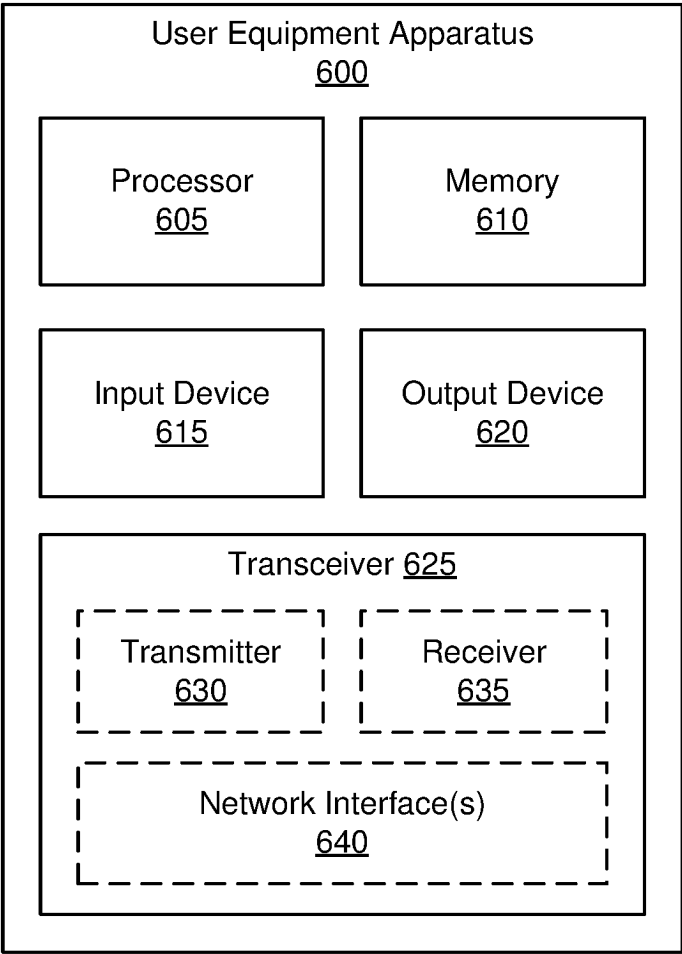 User Equipment Apparatus
600
Processor
605
Memory
610
Input Device
615
Output Device
620
Transceiver 625
Transmitter
630
Receiver
635
Network Interface(s)
640